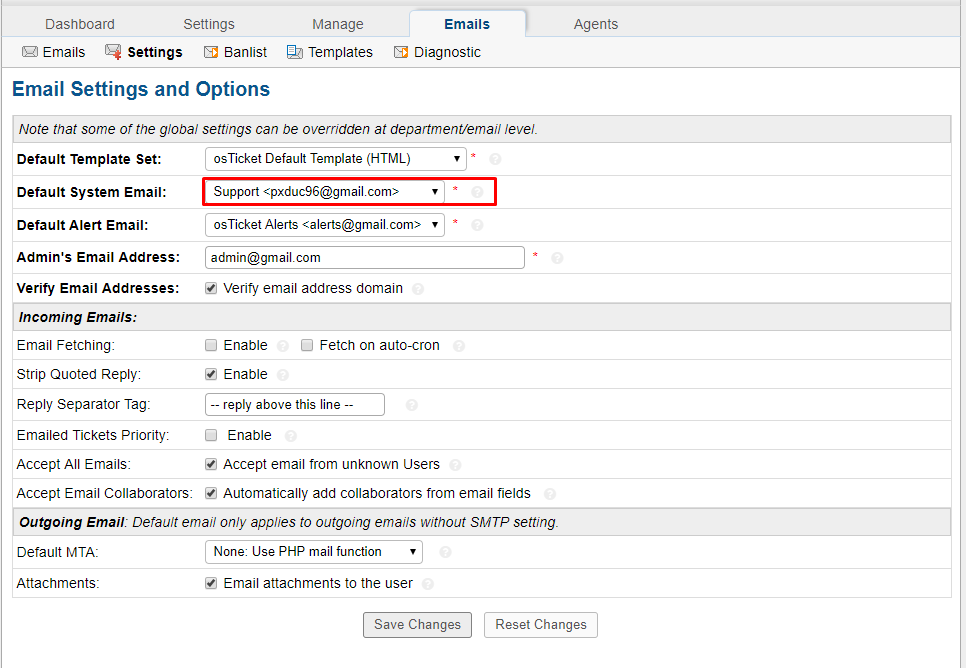 Dashboard Settings Manage Emails Agents
Emails Settings Banlist Templates Diagnostic
Email Settings and Options
Note that some of the global settings can be overridden at department/email level.
Default Template Set: osTicket Default Template (HTML) * ?
Default System Email: Support <pxduc96@gmail.com> * ?
Default Alert Email: osTicket Alerts <alerts@gmail.com> * ?
Admin's Email Address: admin@gmail.com * ?
Verify Email Addresses: Verify email address domain ?
Incoming Emails:
Email Fetching: Enable ? Fetch on auto-cron ?
Strip Quoted Reply: Enable ?
Reply Separator Tag: -- reply above this line -- ?
Emailed Tickets Priority: Enable ?
Accept All Emails: Accept email from unknown Users ?
Accept Email Collaborators: Automatically add collaborators from email fields ?
Outgoing Email: Default email only applies to outgoing emails without SMTP setting.
Default MTA: None: Use PHP mail function ?
Attachments: Email attachments to the user ?
Save Changes Reset Changes